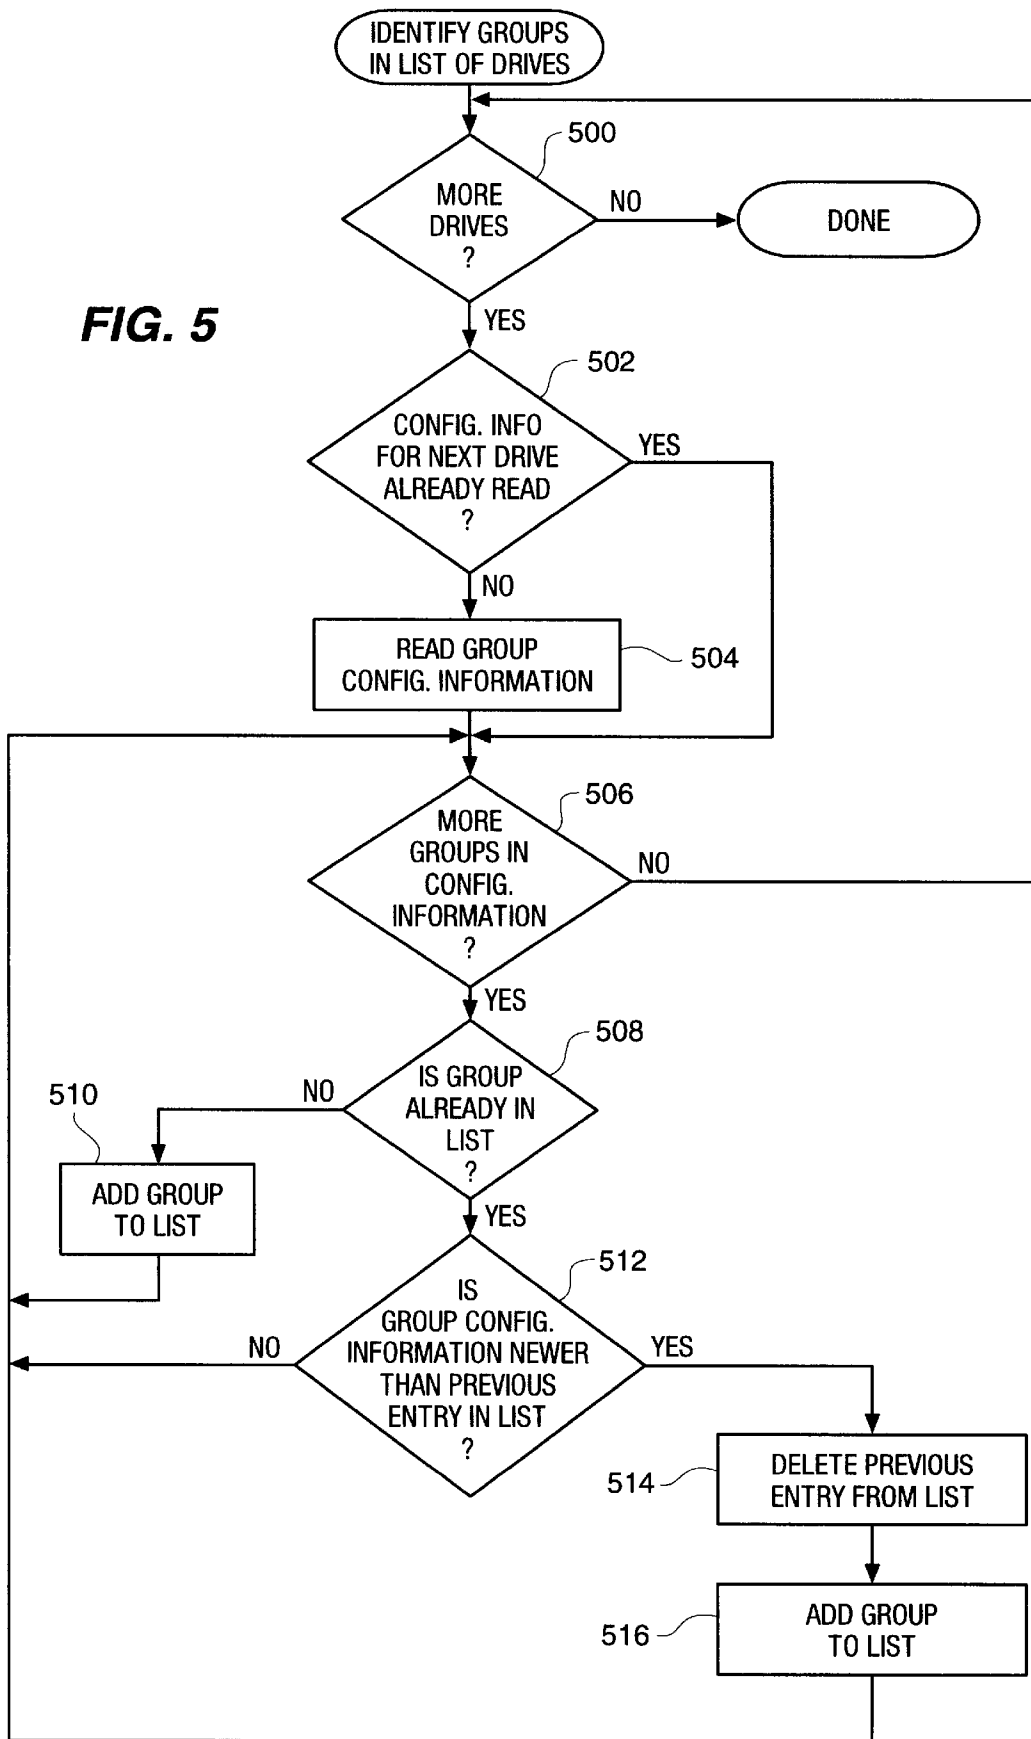 IDENTIFY GROUPS
IN LIST OF DRIVES
500
MORE
DRIVES
?
NO
DONE
YES
FIG. 5
502
CONFIG. INFO
FOR NEXT DRIVE
ALREADY READ
?
YES
NO
READ GROUP
CONFIG. INFORMATION
504
506
MORE
GROUPS IN
CONFIG.
INFORMATION
?
NO
YES
508
IS GROUP
ALREADY IN
LIST
?
NO
510
ADD GROUP
TO LIST
YES
512
IS
GROUP CONFIG.
INFORMATION NEWER
THAN PREVIOUS
ENTRY IN LIST
?
NO
YES
514
DELETE PREVIOUS
ENTRY FROM LIST
516
ADD GROUP
TO LIST